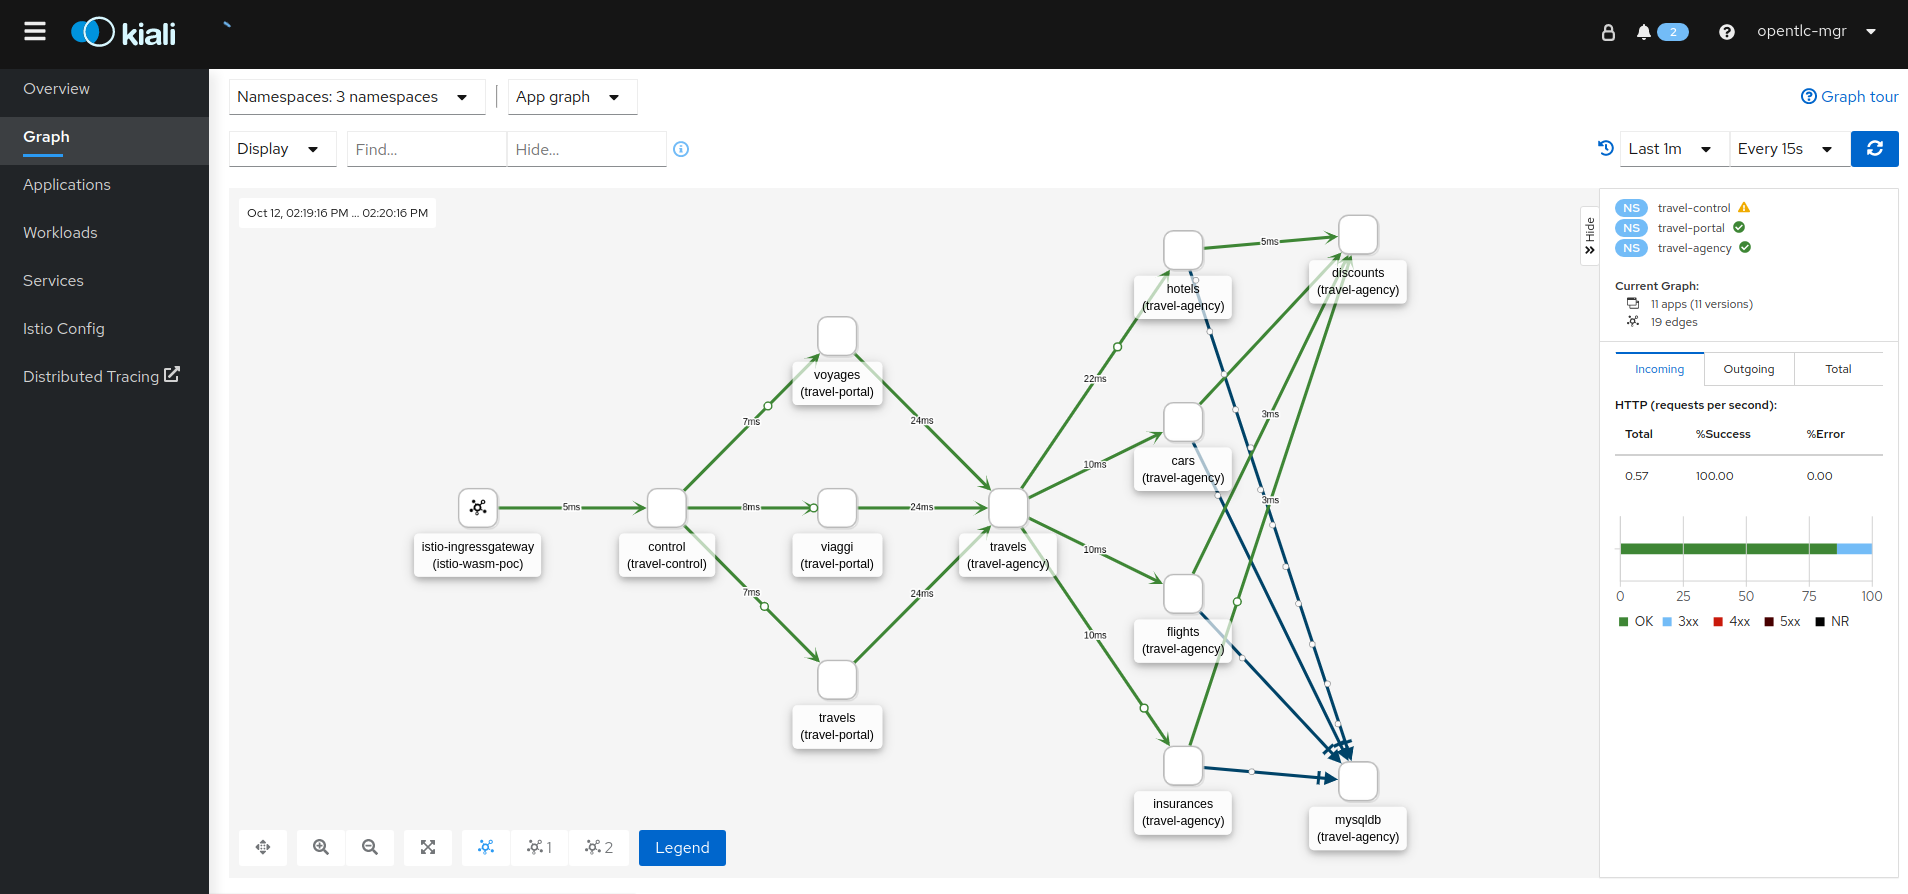 kiali
2
opentlc-mgr
Overview
Graph
Applications
Workloads
Services
Istio Config
Distributed Tracing
Namespaces: 3 namespaces
App graph
Graph tour
Display
Find...
Hide...
Last 1m
Every 15s
Oct 12, 02:19:16 PM ... 02:20:16 PM
Hide
NS travel-control
NS travel-portal
NS travel-agency
Current Graph:
11 apps (11 versions)
19 edges
Incoming
Outgoing
Total
HTTP (requests per second):
Total %Success %Error
0.57 100.00 0.00
0 25 50 75 100
OK 3xx 4xx 5xx NR
5ms
hotels
(travel-agency)
discounts
(travel-agency)
voyages
(travel-portal)
22ms
7ms
24ms
3ms
10ms
cars
(travel-agency)
5ms
8ms
24ms
3ms
istio-ingressgateway
(istio-wasm-poc)
control
(travel-control)
viaggi
(travel-portal)
travels
(travel-agency)
10ms
7ms
24ms
flights
(travel-agency)
10ms
travels
(travel-portal)
insurances
(travel-agency)
mysqldb
(travel-agency)
1
2
Legend